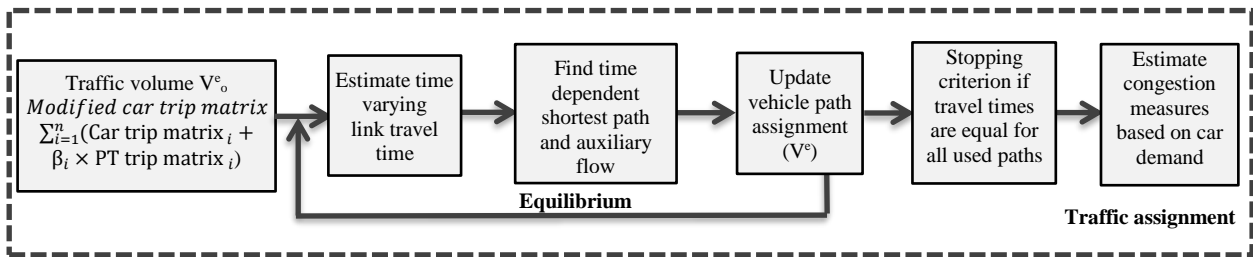 Traffic volume Vᵉₒ
Modified car trip matrix
∑ⁿᵢ₌₁(Car trip matrix ᵢ +
βᵢ × PT trip matrix ᵢ)
Estimate time
varying
link travel
time
Find time
dependent
shortest path
and auxiliary
flow
Update
vehicle path
assignment
(Vᵉ)
Stopping
criterion if
travel times
are equal for
all used paths
Estimate
congestion
measures
based on car
demand
Equilibrium
Traffic assignment